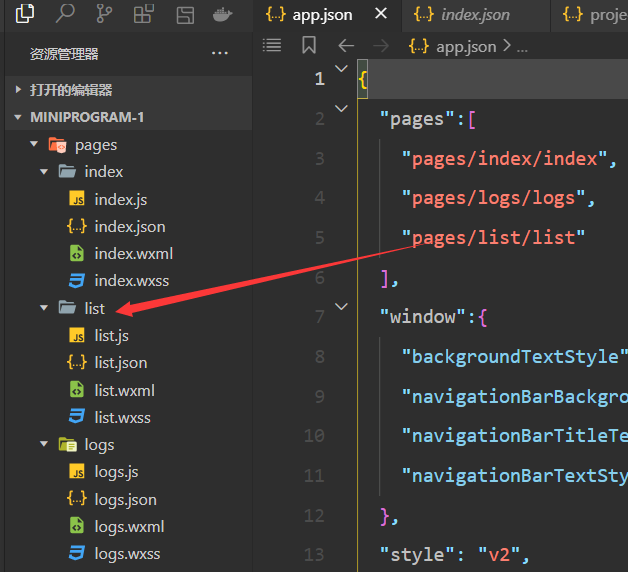 app.json
index.json
proje
资源管理器
app.json > ...
打开的编辑器
MINIPROGRAM-1
pages
index
index.js
index.json
index.wxml
index.wxss
list
list.js
list.json
list.wxml
list.wxss
logs
logs.js
logs.json
logs.wxml
logs.wxss
1 {
2 "pages":[
3 "pages/index/index",
4 "pages/logs/logs",
5 "pages/list/list"
6 ],
7 "window":{
8 "backgroundTextStyle"
9 "navigationBarBackgro
10 "navigationBarTitleTe
11 "navigationBarTextSty
12 },
13 "style": "v2",